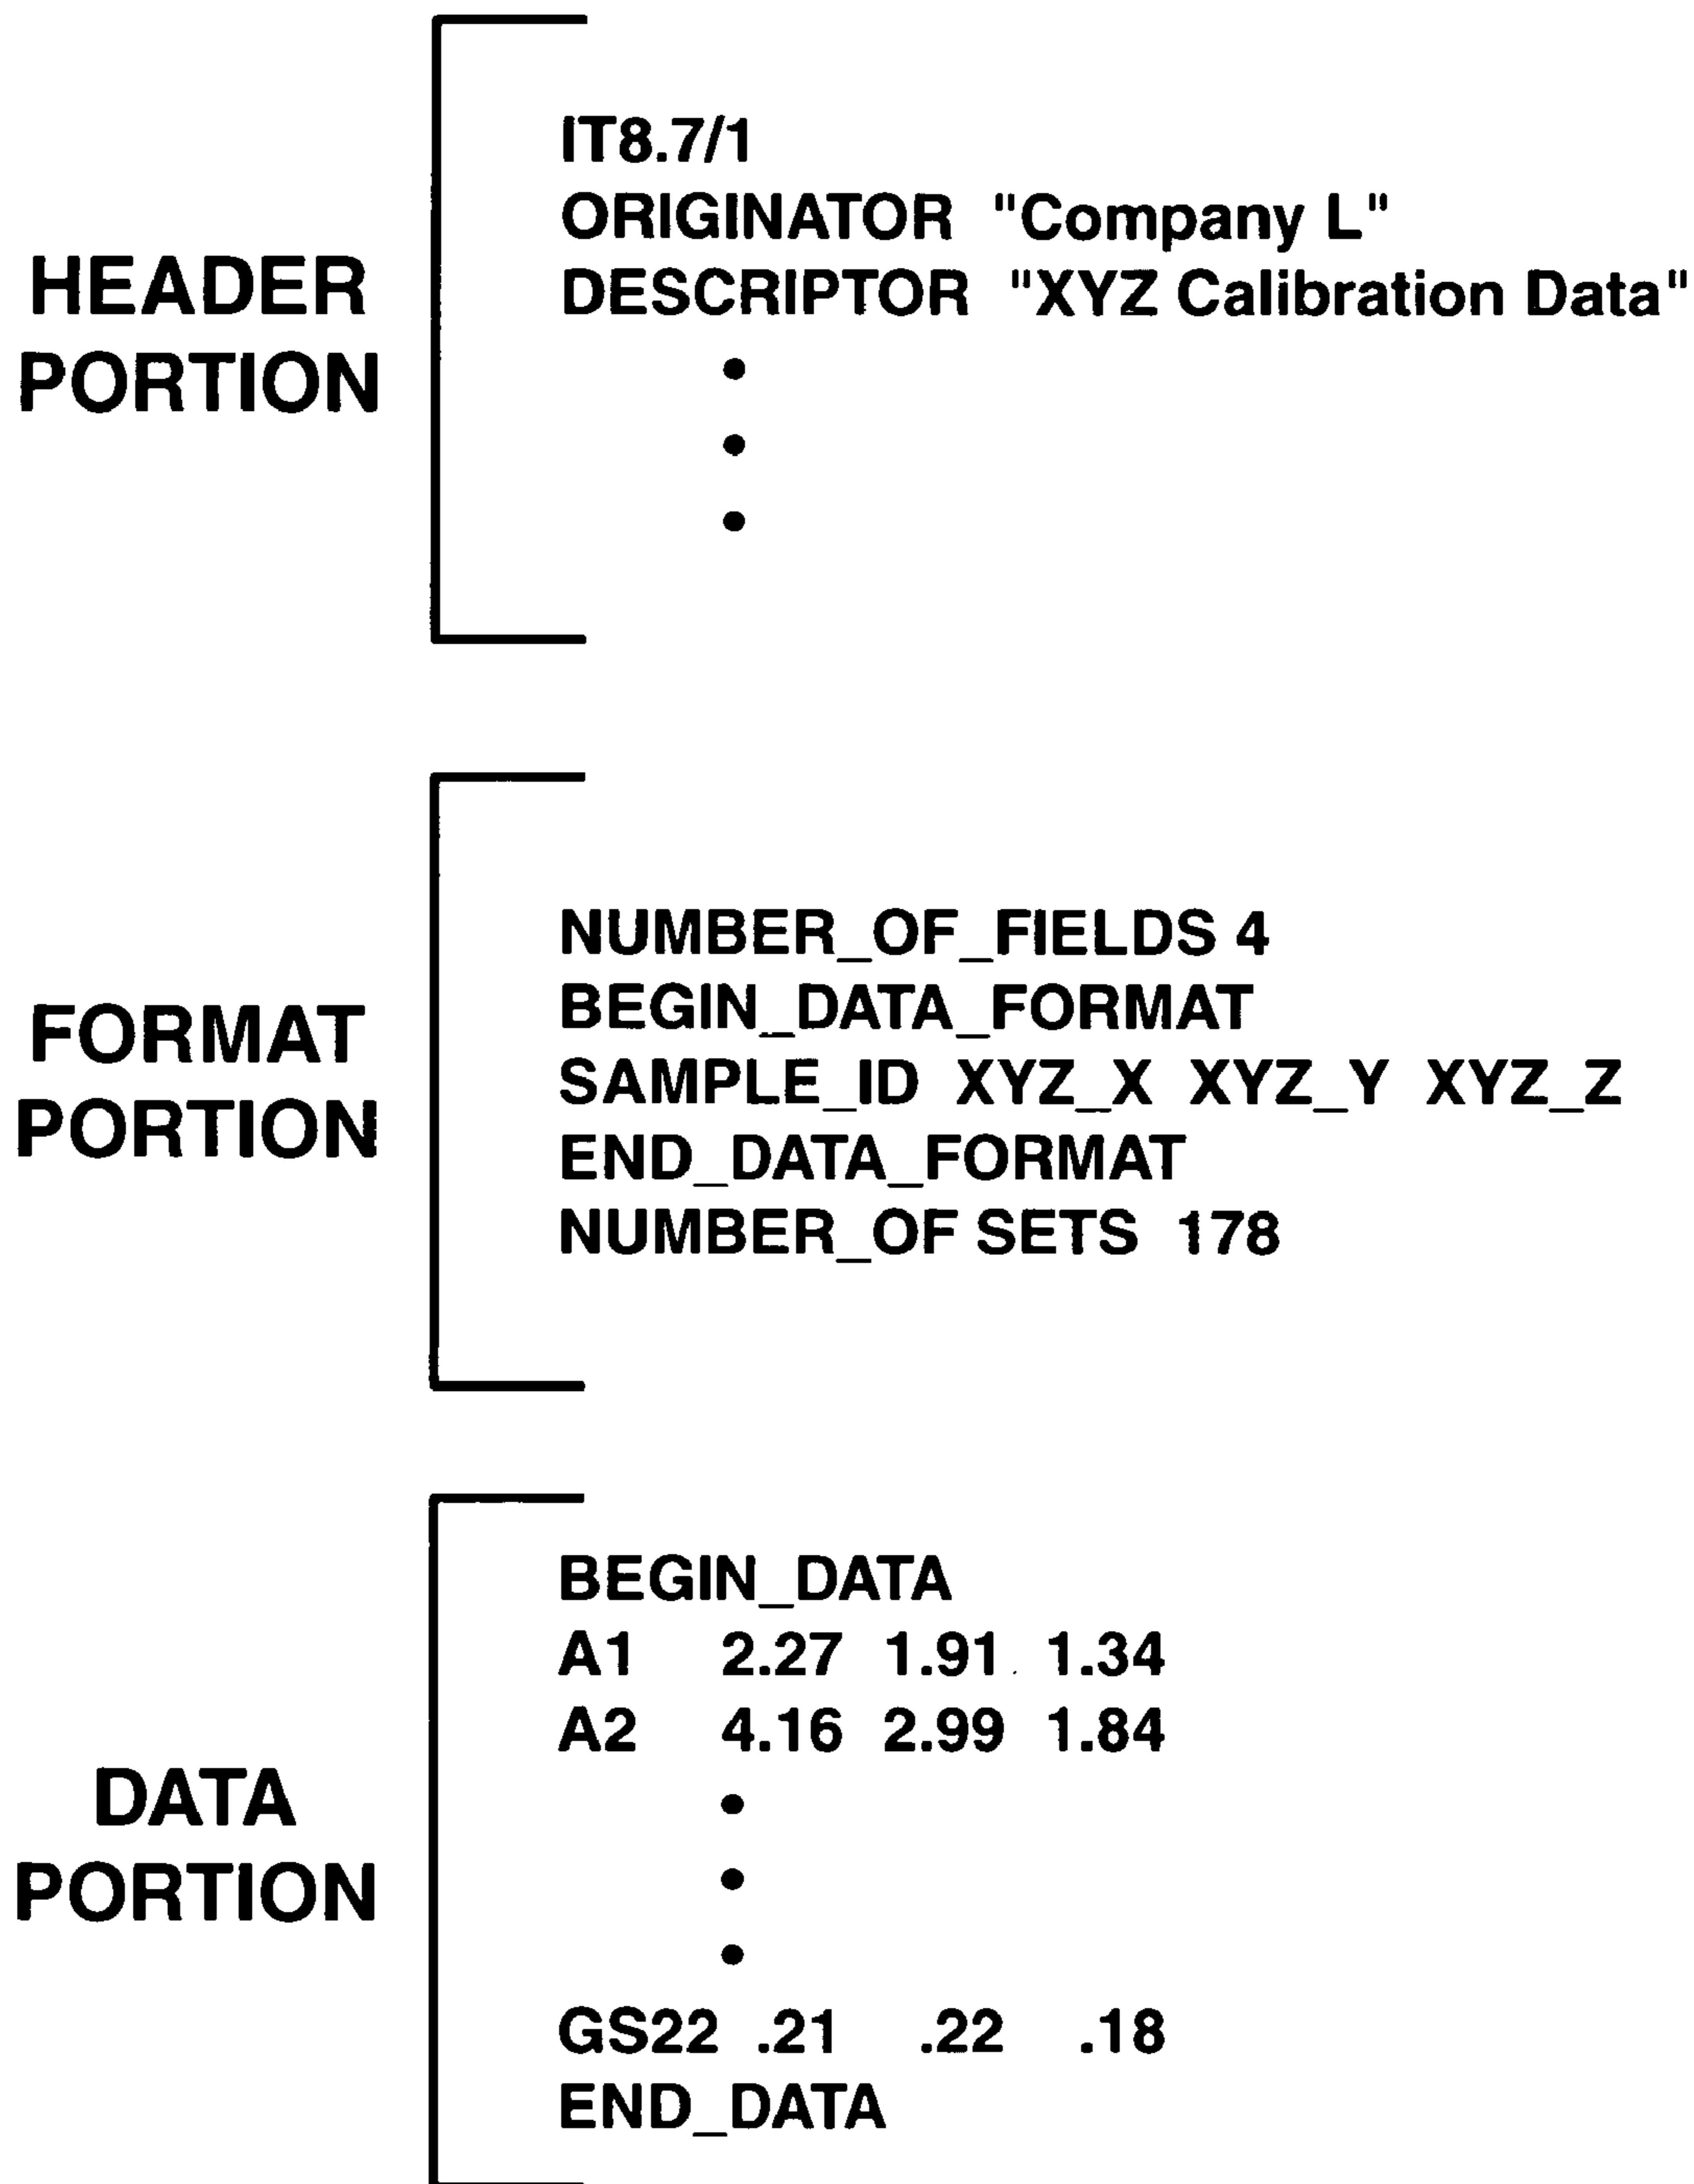 HEADER
PORTION
IT8.7/1
ORIGINATOR "Company L"
DESCRIPTOR "XYZ Calibration Data"
FORMAT
PORTION
NUMBER_OF_FIELDS 4
BEGIN_DATA_FORMAT
SAMPLE_ID XYZ_X XYZ_Y XYZ_Z
END_DATA_FORMAT
NUMBER_OF SETS 178
DATA
PORTION
BEGIN_DATA
A1 2.27 1.91 1.34
A2 4.16 2.99 1.84
GS22 .21 .22 .18
END_DATA